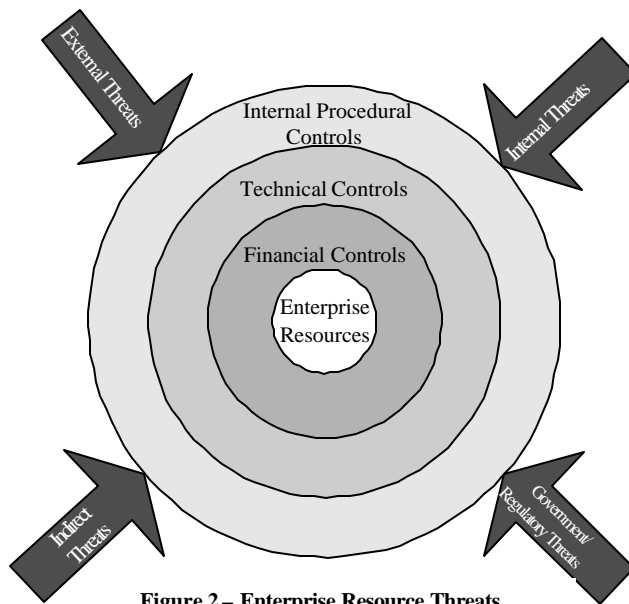 External Threats
Internal Threats
Internal Procedural
Controls
Technical Controls
Financial Controls
Enterprise
Resources
Indirect
Threats
Government/
Regulatory Threats
Figure 2 – Enterprise Resource Threats